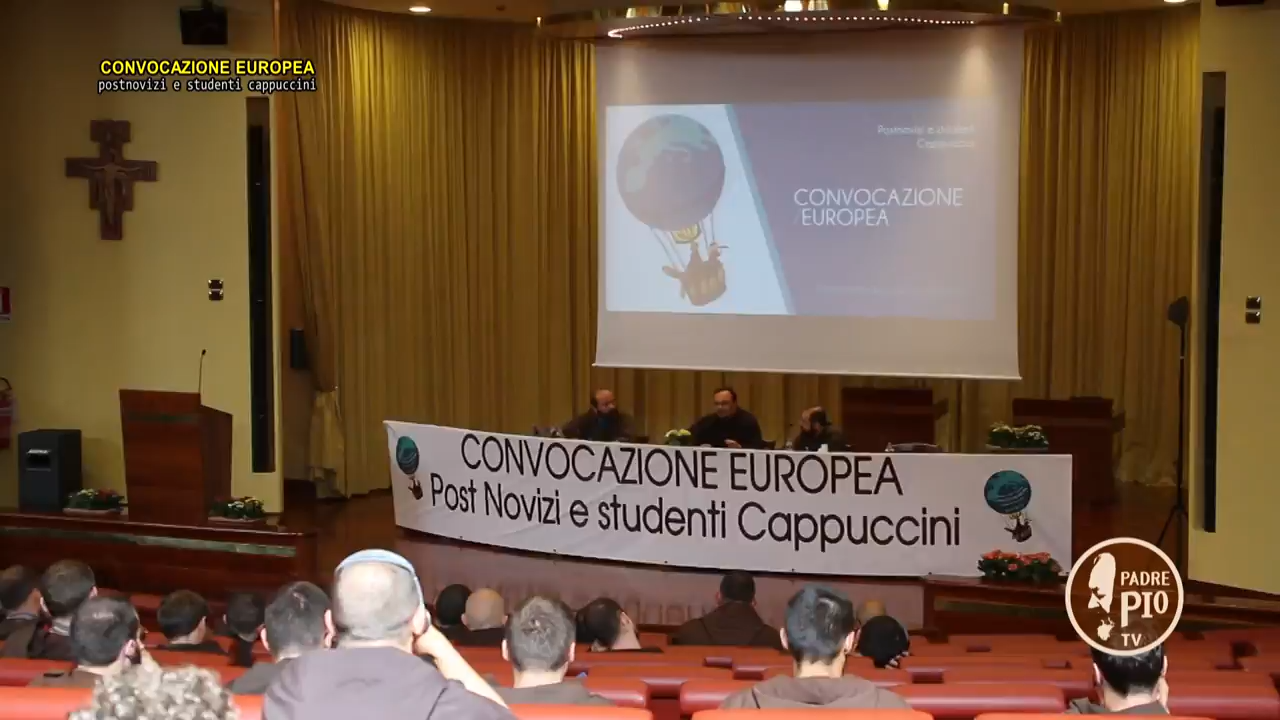 CONVOCAZIONE EUROPEA
postnovizi e studenti cappuccini
Postnovizi e studenti
Cappuccini
CONVOCAZIONE
EUROPEA
CONVOCAZIONE EUROPEA
Post Novizi e studenti Cappuccini
PADRE
PIO
TV